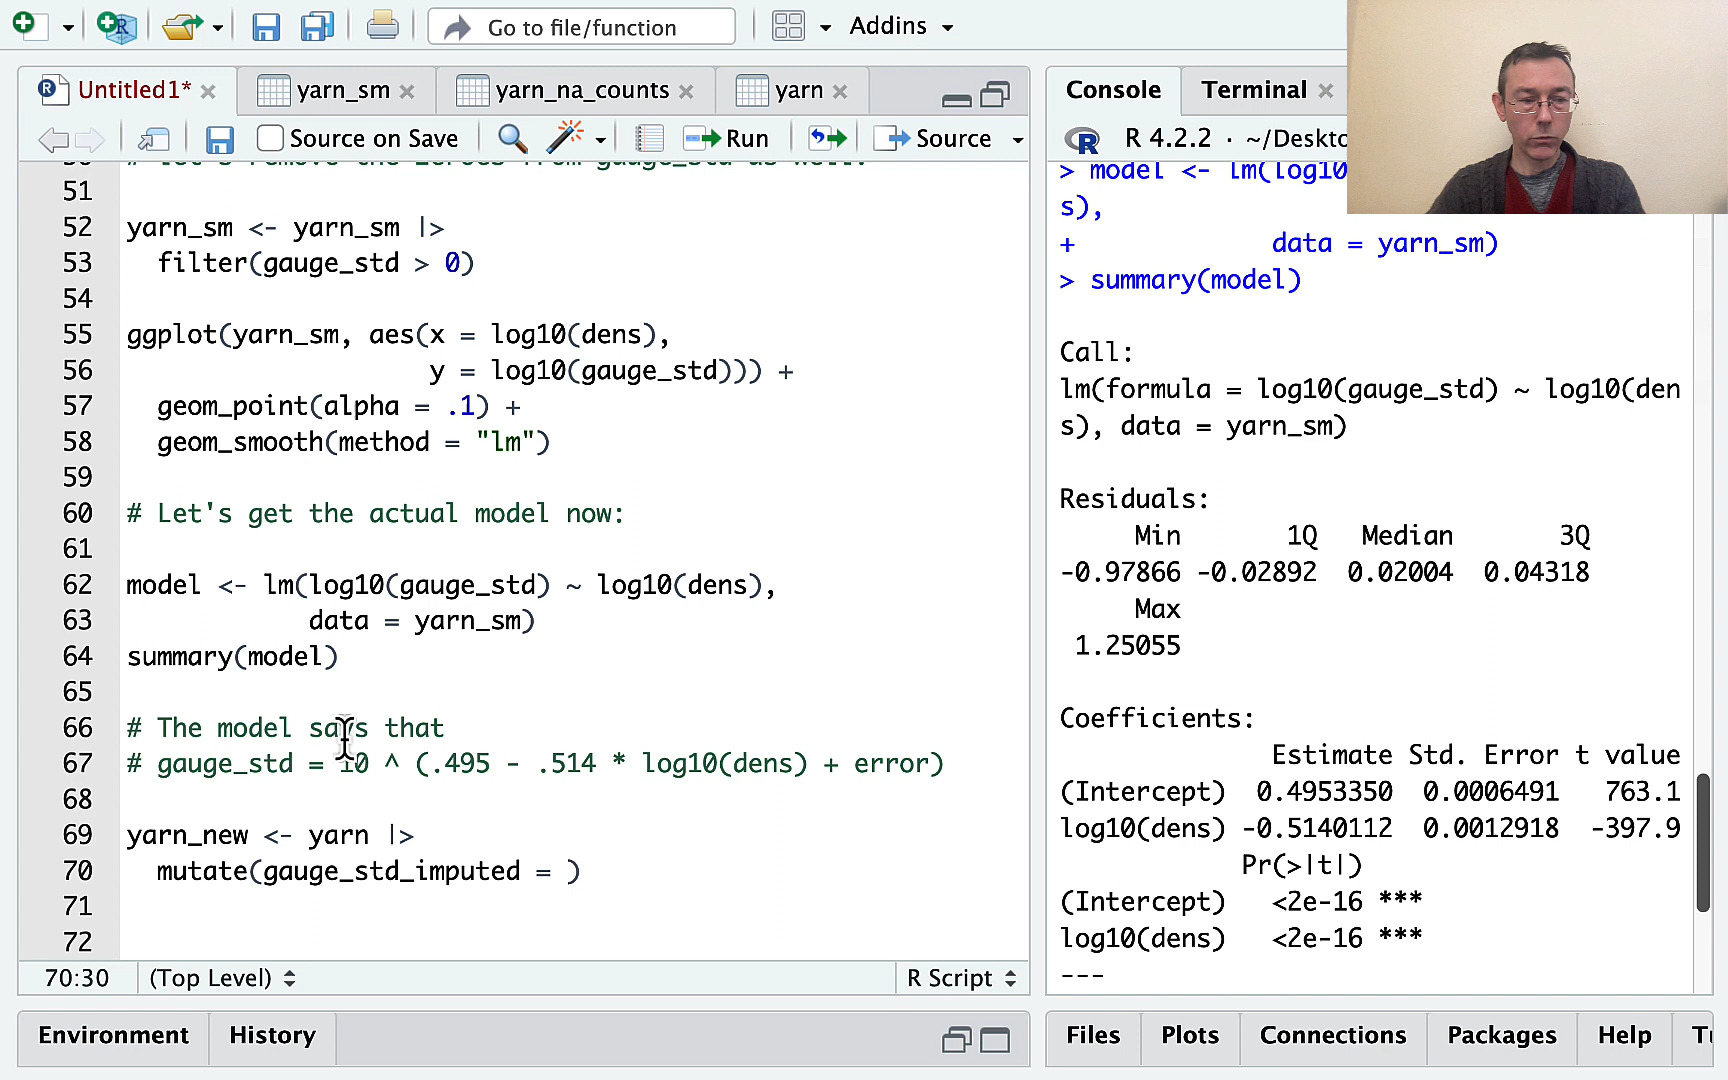 Go to file/function
Addins
Untitled1*
yarn_sm
yarn_na_counts
yarn
Source on Save
Run
Source
51
52 yarn_sm <- yarn_sm |>
53 filter(gauge_std > 0)
54
55 ggplot(yarn_sm, aes(x = log10(dens),
56 y = log10(gauge_std))) +
57 geom_point(alpha = .1) +
58 geom_smooth(method = "lm")
59
60 # Let's get the actual model now:
61
62 model <- lm(log10(gauge_std) ~ log10(dens),
63 data = yarn_sm)
64 summary(model)
65
66 # The model says that
67 # gauge_std = 10 ^ (.495 - .514 * log10(dens) + error)
68
69 yarn_new <- yarn |>
70 mutate(gauge_std_imputed = )
71
72
70:30
(Top Level)
R Script
Environment
History
Console
Terminal
R 4.2.2 · ~/Deskto
> model <- lm(log10
s),
+ data = yarn_sm)
> summary(model)
Call:
lm(formula = log10(gauge_std) ~ log10(den
s), data = yarn_sm)
Residuals:
Min 1Q Median 3Q
-0.97866 -0.02892 0.02004 0.04318
Max
1.25055
Coefficients:
Estimate Std. Error t value
(Intercept) 0.4953350 0.0006491 763.1
log10(dens) -0.5140112 0.0012918 -397.9
Pr(>|t|)
(Intercept) <2e-16 ***
log10(dens) <2e-16 ***
---
Files
Plots
Connections
Packages
Help